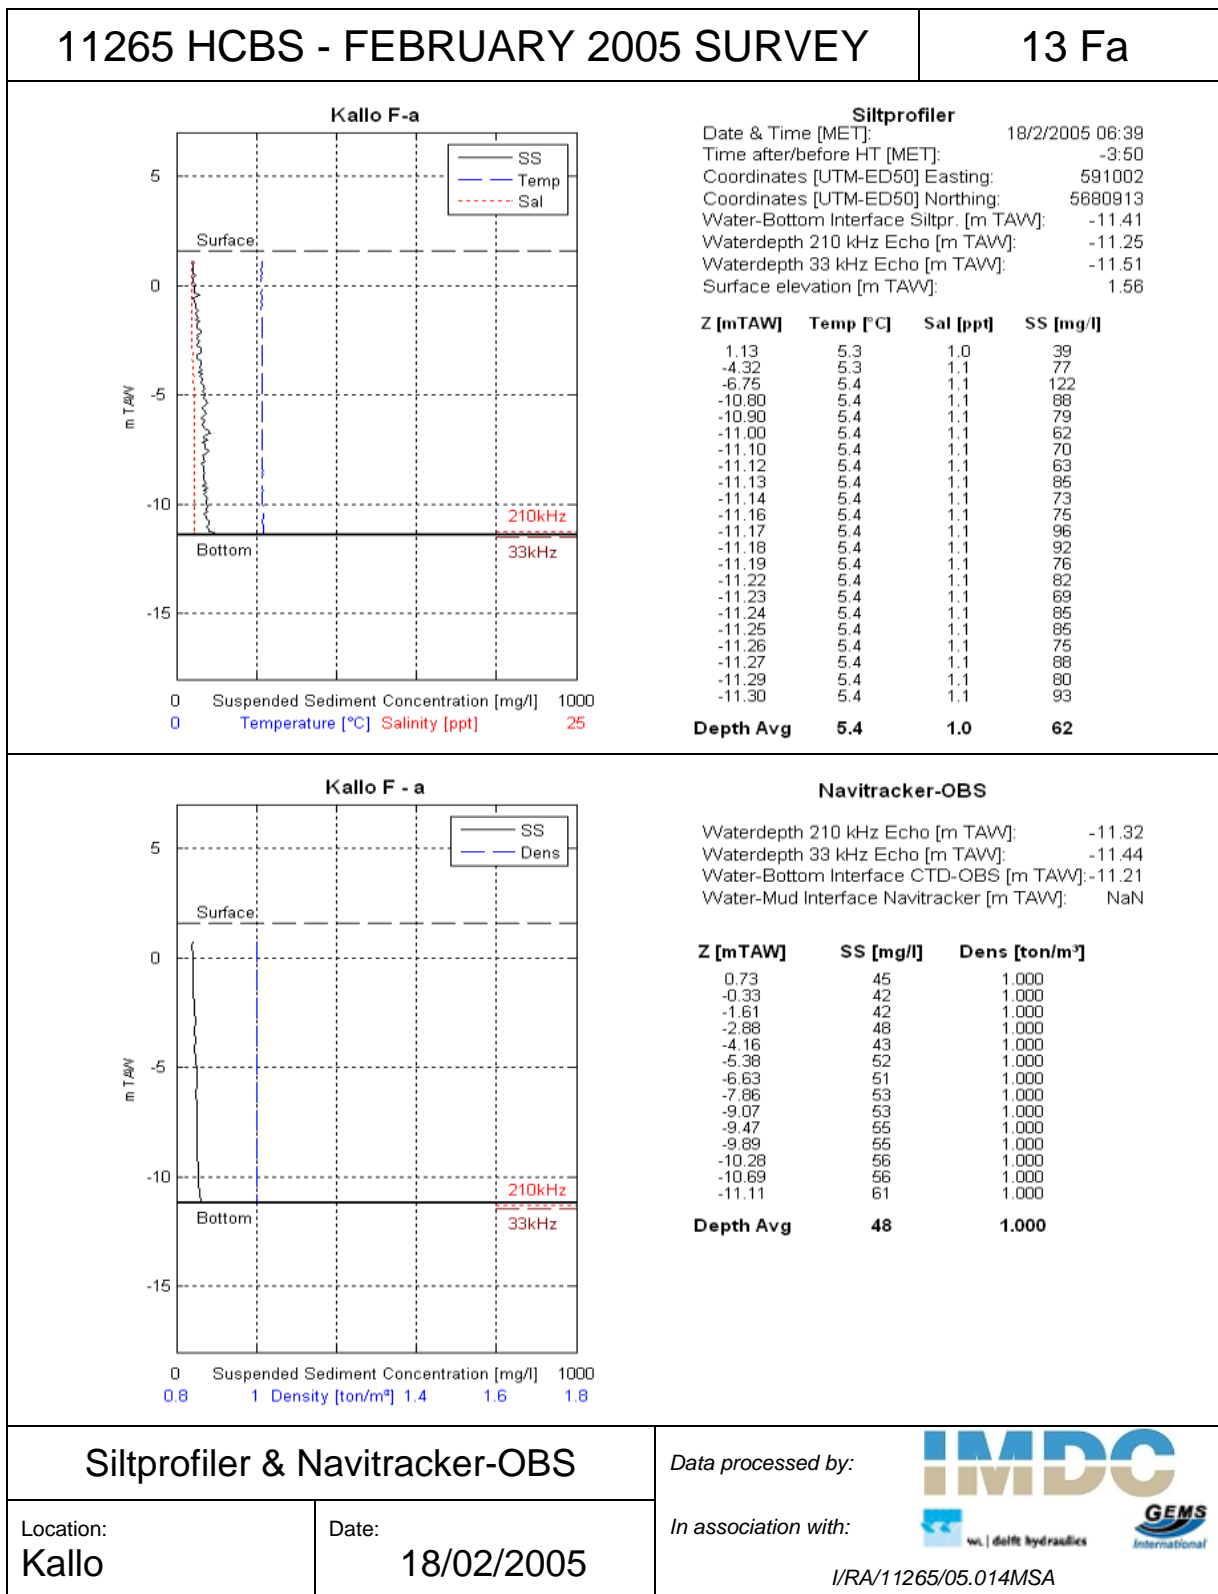 11265 HCBS - FEBRUARY 2005 SURVEY
13 Fa
Kallo F-a
SS
Temp
Sal
Surface
5
0
-5
-10
-15
m TAW
210kHz
Bottom
33kHz
0 Suspended Sediment Concentration [mg/l] 1000
0 Temperature [°C] Salinity [ppt] 25
Siltprofiler
Date & Time [MET]: 18/2/2005 06:39
Time after/before HT [MET]: -3:50
Coordinates [UTM-ED50] Easting: 591002
Coordinates [UTM-ED50] Northing: 5680913
Water-Bottom Interface Siltpr. [m TAW]: -11.41
Waterdepth 210 kHz Echo [m TAW]: -11.25
Waterdepth 33 kHz Echo [m TAW]: -11.51
Surface elevation [m TAW]: 1.56
Z [mTAW] Temp [°C] Sal [ppt] SS [mg/l]
1.13 5.3 1.0 39
-4.32 5.3 1.1 77
-6.75 5.4 1.1 122
-10.80 5.4 1.1 88
-10.90 5.4 1.1 79
-11.00 5.4 1.1 62
-11.10 5.4 1.1 70
-11.12 5.4 1.1 63
-11.13 5.4 1.1 85
-11.14 5.4 1.1 73
-11.16 5.4 1.1 75
-11.17 5.4 1.1 96
-11.18 5.4 1.1 92
-11.19 5.4 1.1 76
-11.22 5.4 1.1 82
-11.23 5.4 1.1 69
-11.24 5.4 1.1 85
-11.25 5.4 1.1 85
-11.26 5.4 1.1 75
-11.27 5.4 1.1 88
-11.29 5.4 1.1 80
-11.30 5.4 1.1 93
Depth Avg 5.4 1.0 62
Kallo F - a
SS
Dens
Surface
5
0
-5
-10
-15
m TAW
210kHz
Bottom
33kHz
0 Suspended Sediment Concentration [mg/l] 1000
0.8 1 Density [ton/m³] 1.4 1.6 1.8
Navitracker-OBS
Waterdepth 210 kHz Echo [m TAW]: -11.32
Waterdepth 33 kHz Echo [m TAW]: -11.44
Water-Bottom Interface CTD-OBS [m TAW]: -11.21
Water-Mud Interface Navitracker [m TAW]: NaN
Z [mTAW] SS [mg/l] Dens [ton/m³]
0.73 45 1.000
-0.33 42 1.000
-1.61 42 1.000
-2.88 48 1.000
-4.16 43 1.000
-5.38 52 1.000
-6.63 51 1.000
-7.86 53 1.000
-9.07 53 1.000
-9.47 55 1.000
-9.89 55 1.000
-10.28 56 1.000
-10.69 56 1.000
-11.11 61 1.000
Depth Avg 48 1.000
Siltprofiler & Navitracker-OBS
Location:
Kallo
Date:
18/02/2005
Data processed by:
IMDC
In association with:
wl | delft hydraulics
GEMS
International
I/RA/11265/05.014MSA